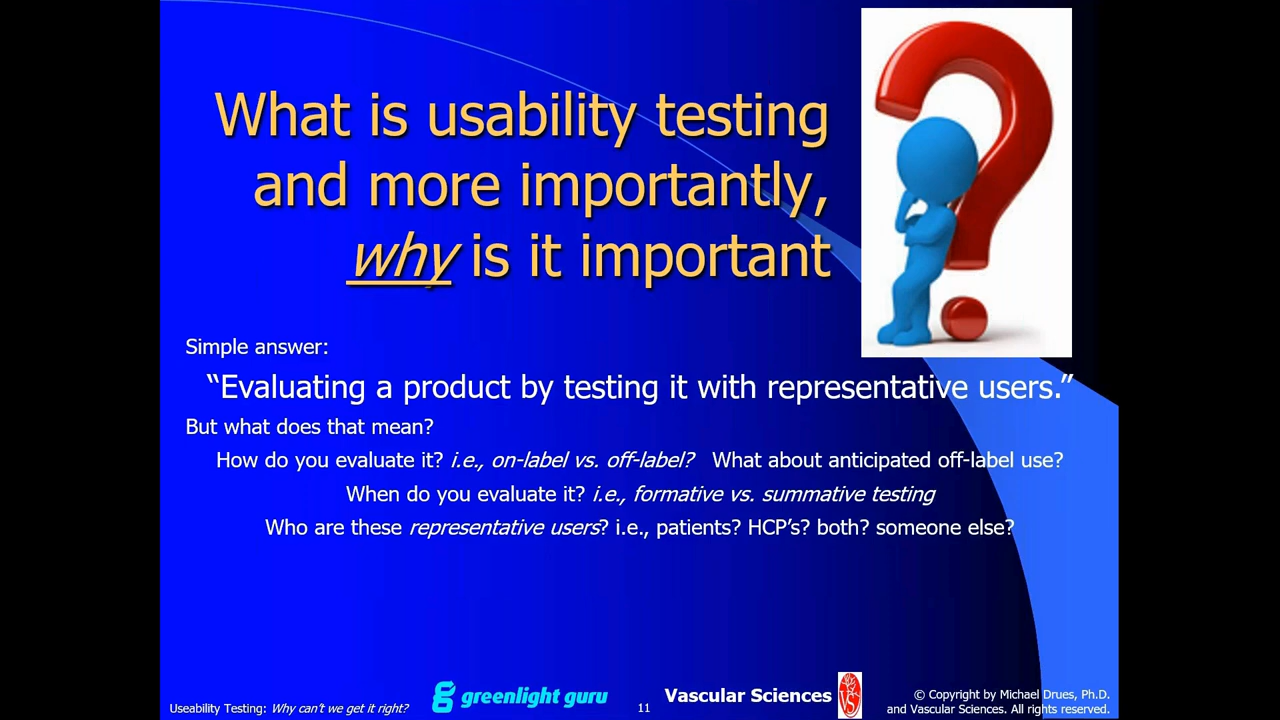 What is usability testing
and more importantly,
why is it important
Simple answer:
“Evaluating a product by testing it with representative users.”
But what does that mean?
How do you evaluate it? i.e., on-label vs. off-label? What about anticipated off-label use?
When do you evaluate it? i.e., formative vs. summative testing
Who are these representative users? i.e., patients? HCP’s? both? someone else?
Useability Testing: Why can’t we get it right?
greenlight guru
11
Vascular Sciences
VS
© Copyright by Michael Drues, Ph.D.
and Vascular Sciences. All rights reserved.